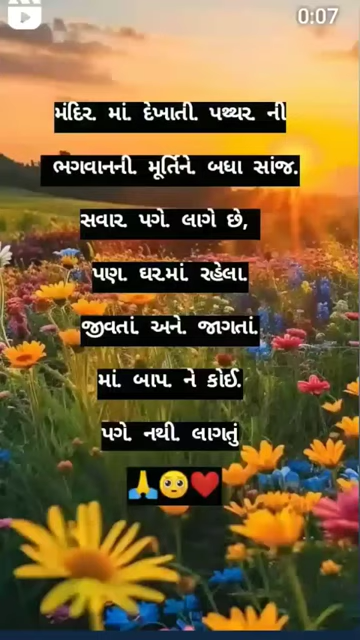 0:07
મંદિર. માં. દેખાતી. પથ્થર. ની
ભગવાનની. મૂર્તિને. બધા સાંજ.
સવાર. પગે. લાગે છે,
પણ. ઘરમાં. રહેલા.
જીવતાં. અને. જાગતાં.
માં. બાપ. ને કોઈ.
પગે. નથી. લાગતું
🙏🥺❤️